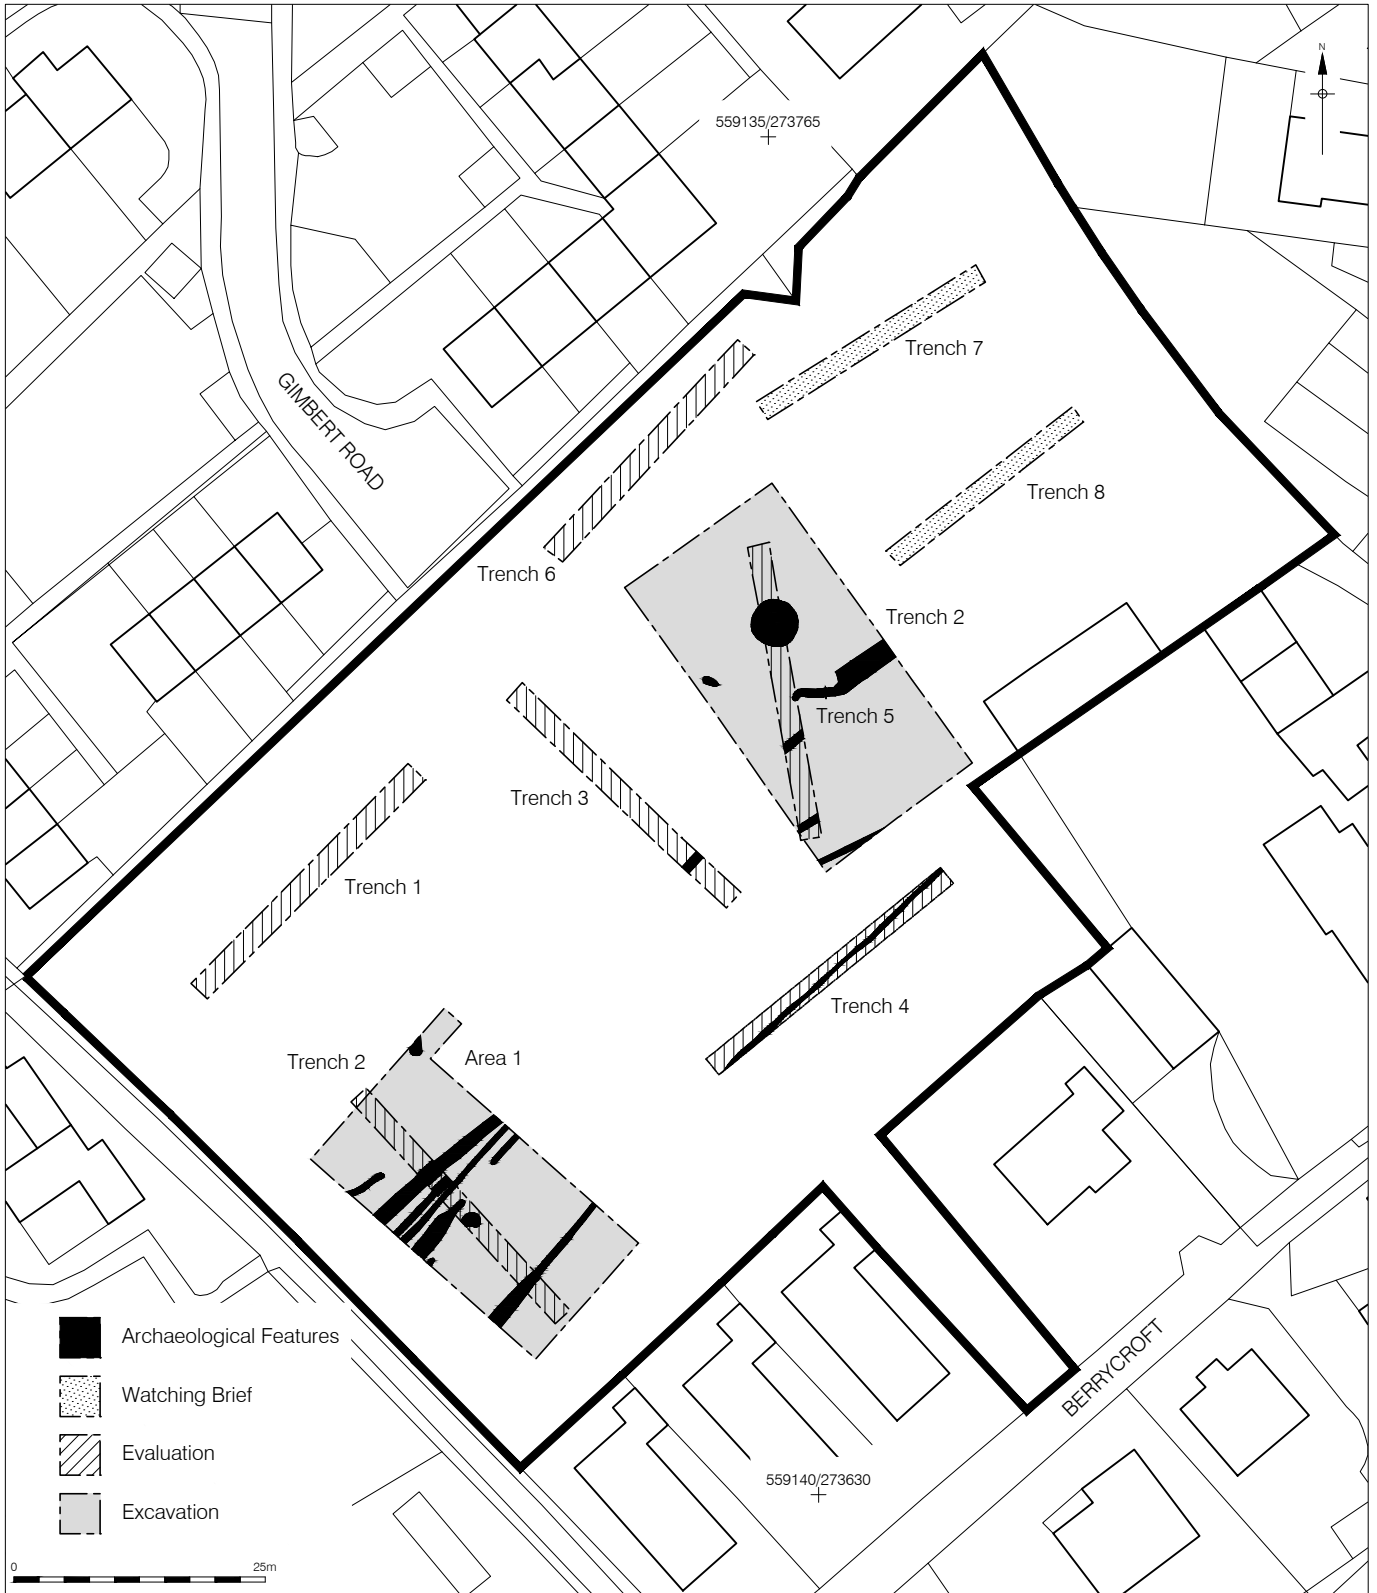 N
559135/273765
Trench 7
GIMBERT ROAD
Trench 8
Trench 6
Trench 2
Trench 5
Trench 3
Trench 1
Trench 4
Trench 2
Area 1
Archaeological Features
Watching Brief
Evaluation
Excavation
BERRYCROFT
559140/273630
0 25m